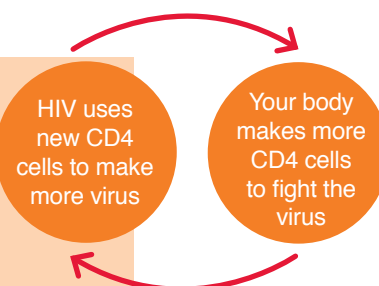 HIV uses
new CD4
cells to make
more virus
Your body
makes more
CD4 cells
to fight the
virus